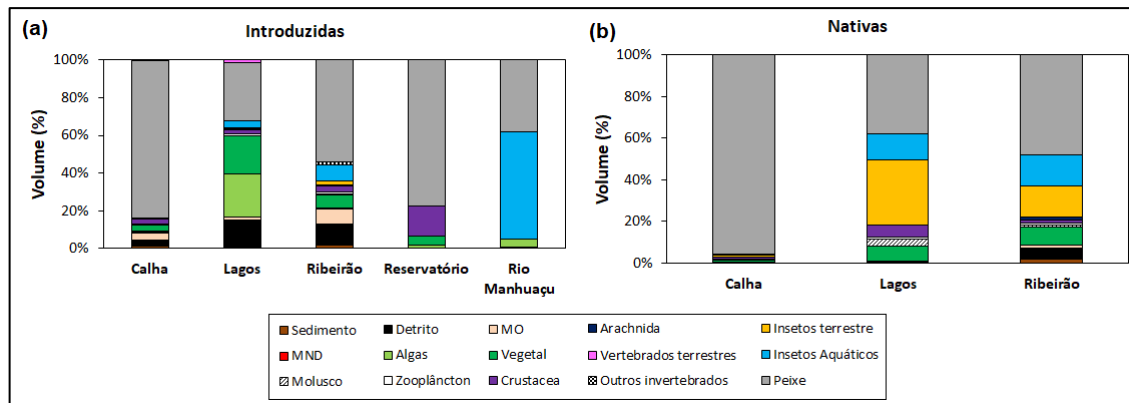 (a)
Introduzidas
Volume (%)
100%
80%
60%
40%
20%
0%
Calha
Lagos
Ribeirão
Reservatório
Rio
Manhuaçu
(b)
Nativas
Volume (%)
100%
80%
60%
40%
20%
0%
Calha
Lagos
Ribeirão
Sedimento Detrito MO Arachnida Insetos terrestre
MND Algas Vegetal Vertebrados terrestres Insetos Aquáticos
Molusco Zooplâncton Crustacea Outros invertebrados Peixe